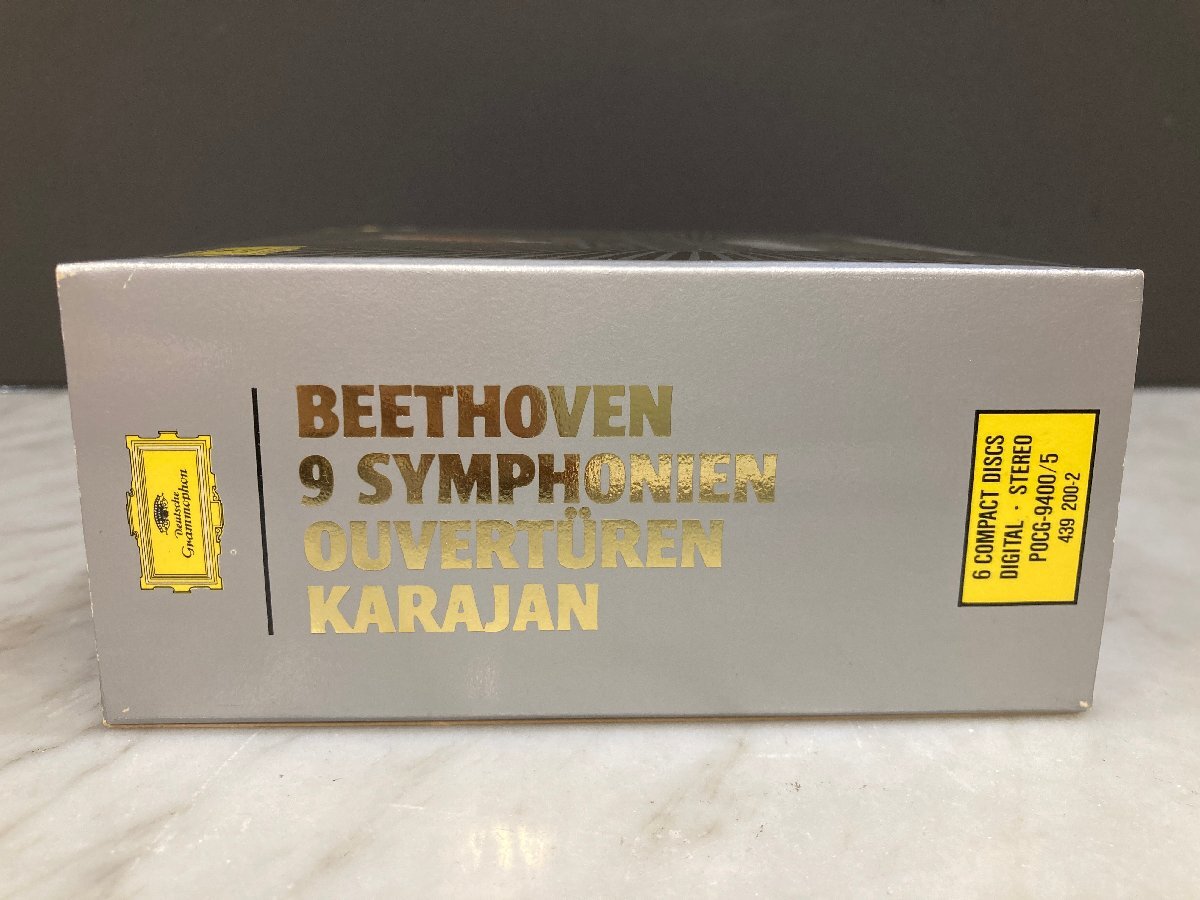 Deutsche
Grammophon
BEETHOVEN
9 SYMPHONIEN
OUVERTÜREN
KARAJAN
6 COMPACT DISCS
DIGITAL · STEREO
POCG-9400/5
439 200-2